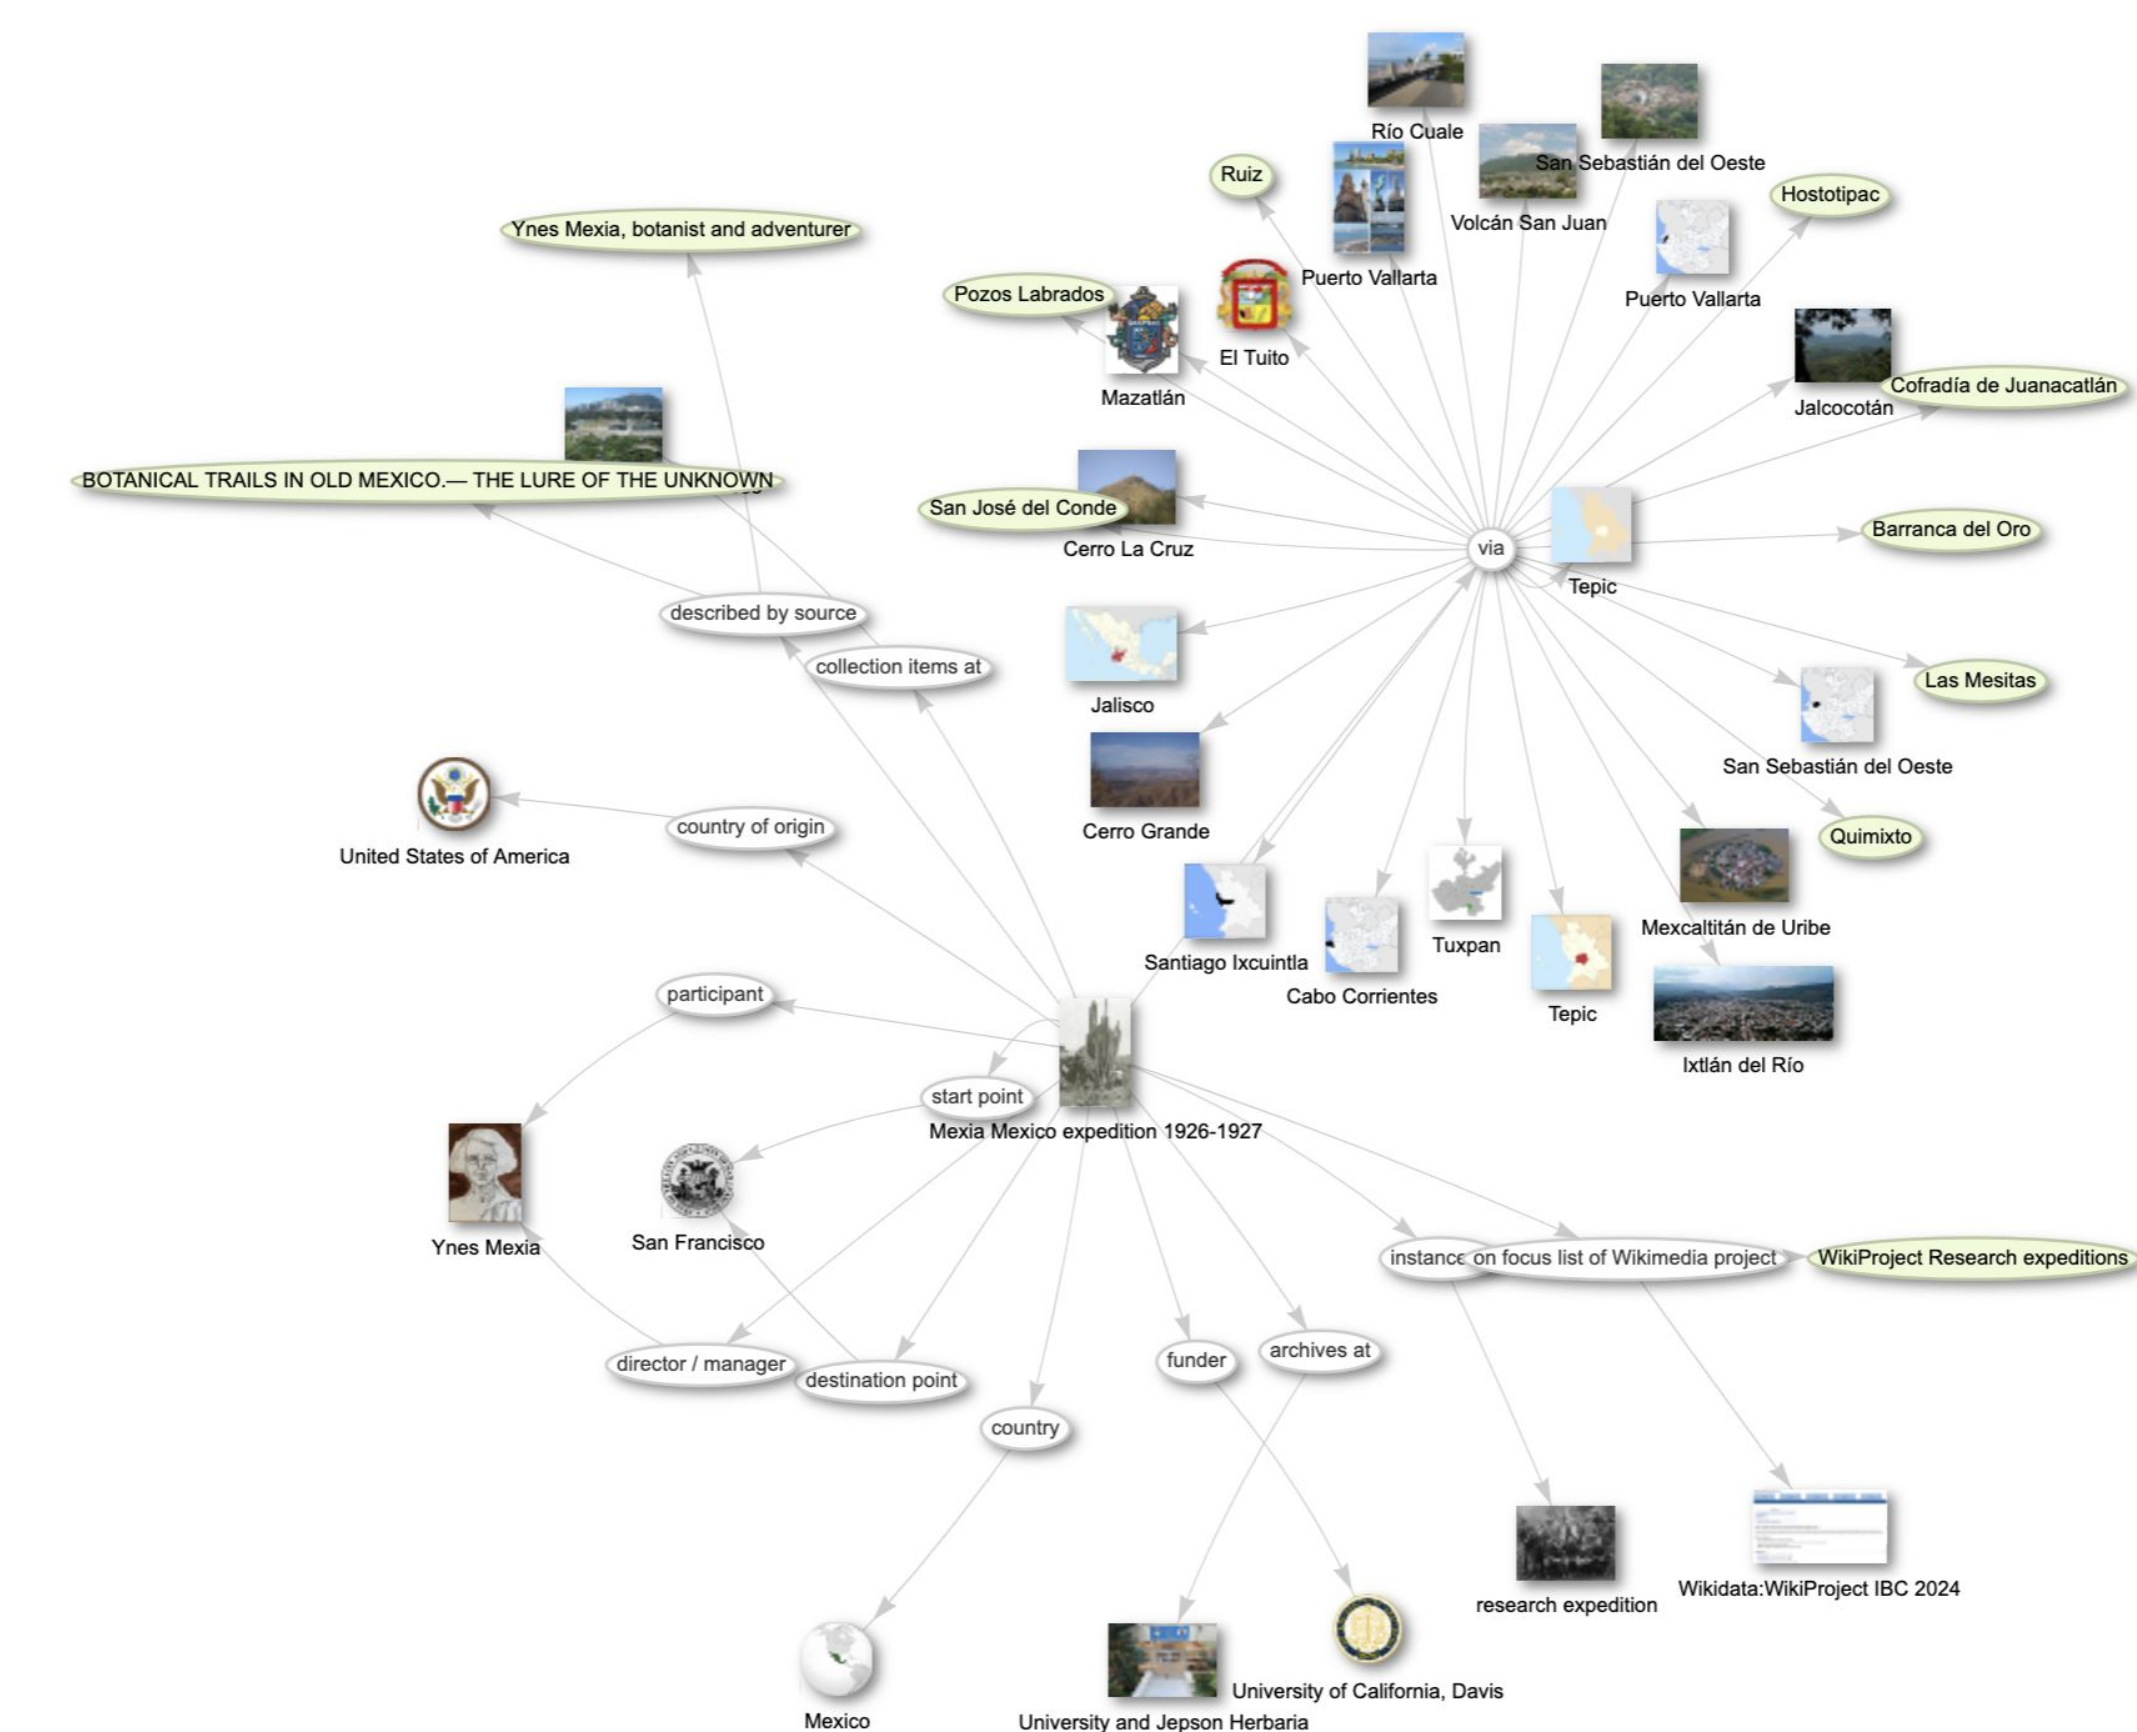 Río Cuale
San Sebastián del Oeste
Ruiz
Hostotipac
Volcán San Juan
Ynes Mexia, botanist and adventurer
Puerto Vallarta
Pozos Labrados
Puerto Vallarta
El Tuito
Cofradía de Juanacatlán
Mazatlán
Jalcocotán
BOTANICAL TRAILS IN OLD MEXICO.— THE LURE OF THE UNKNOWN
San José del Conde
Barranca del Oro
Cerro La Cruz
via
Tepic
described by source
collection items at
Las Mesitas
Jalisco
San Sebastián del Oeste
country of origin
Cerro Grande
Quimixto
United States of America
Mexcaltitán de Uribe
Tuxpan
Santiago Ixcuintla
participant
Cabo Corrientes
Tepic
Ixtlán del Río
start point
Mexia Mexico expedition 1926-1927
Ynes Mexia
San Francisco
instance
on focus list of Wikimedia project
WikiProject Research expeditions
director / manager
destination point
funder
archives at
country
research expedition
Wikidata:WikiProject IBC 2024
University of California, Davis
Mexico
University and Jepson Herbaria